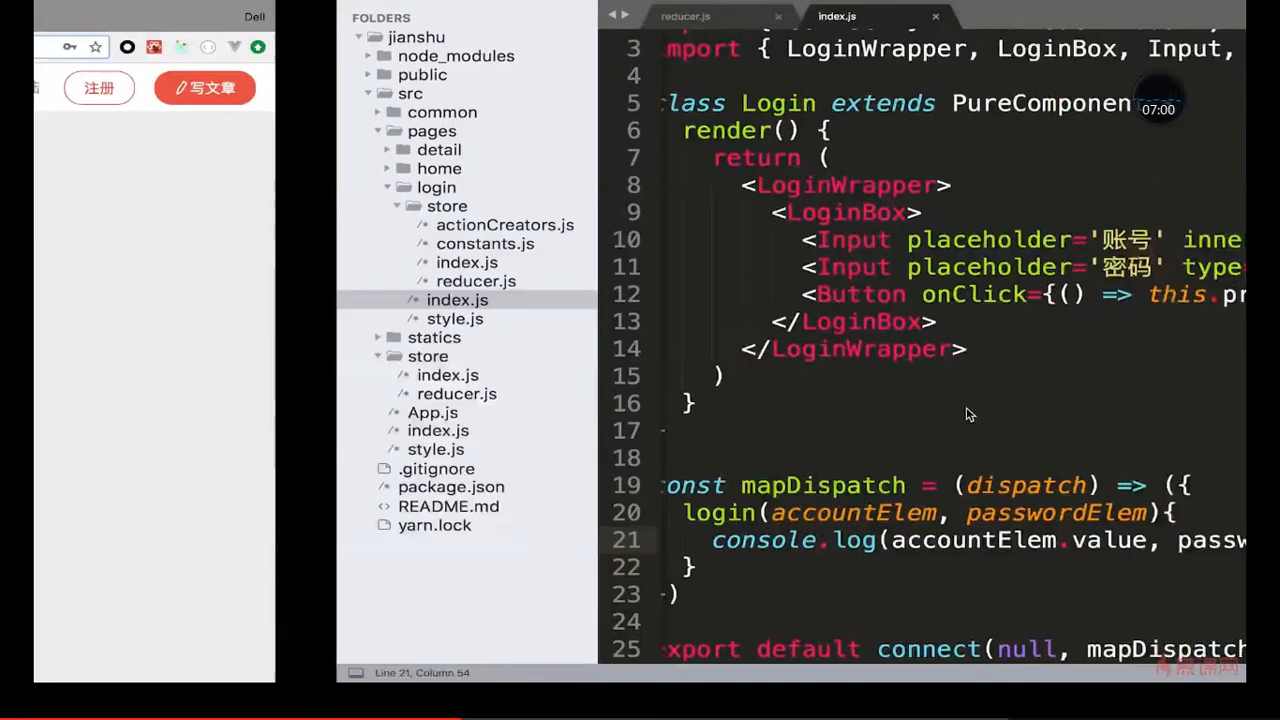 Dell
注册
写文章
FOLDERS
jianshu
node_modules
public
src
common
pages
detail
home
login
store
actionCreators.js
constants.js
index.js
reducer.js
index.js
style.js
statics
store
index.js
reducer.js
App.js
index.js
style.js
.gitignore
package.json
README.md
yarn.lock
Line 21, Column 54
reducer.js
index.js
07:00
3 mport { LoginWrapper, LoginBox, Input,
4
5 class Login extends PureComponen
6 render() {
7 return (
8 <LoginWrapper>
9 <LoginBox>
10 <Input placeholder='账号' inne
11 <Input placeholder='密码' type
12 <Button onClick={() => this.pr
13 </LoginBox>
14 </LoginWrapper>
15 )
16 }
17
18
19 const mapDispatch = (dispatch) => ({
20 login(accountElem, passwordElem){
21 console.log(accountElem.value, passw
22 }
23 )
24
25 export default connect(null, mapDispatch
慕课网